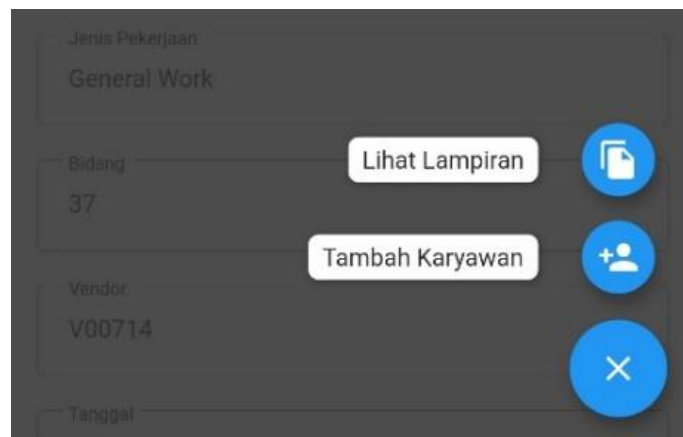 Jenis Pekerjaan
General Work
Lihat Lampiran
Bidang
37
Tambah Karyawan
Vendor
V00714
Tanggal